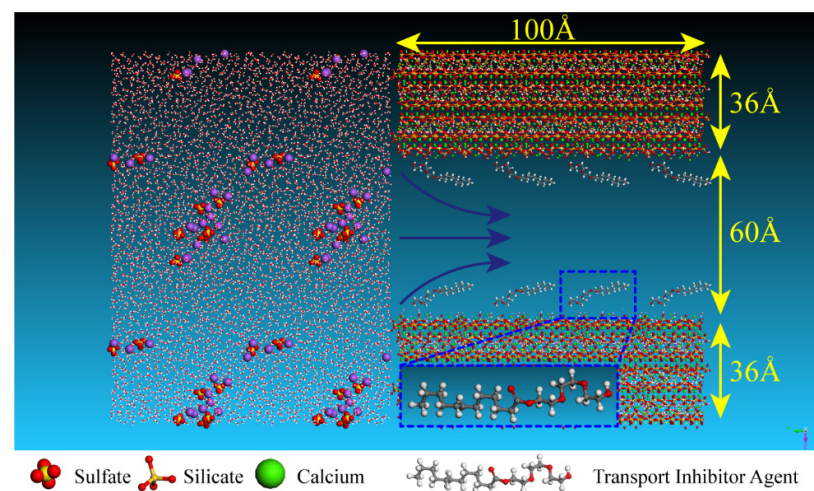 100Å
36Å
60Å
36Å
Sulfate Silicate Calcium Transport Inhibitor Agent